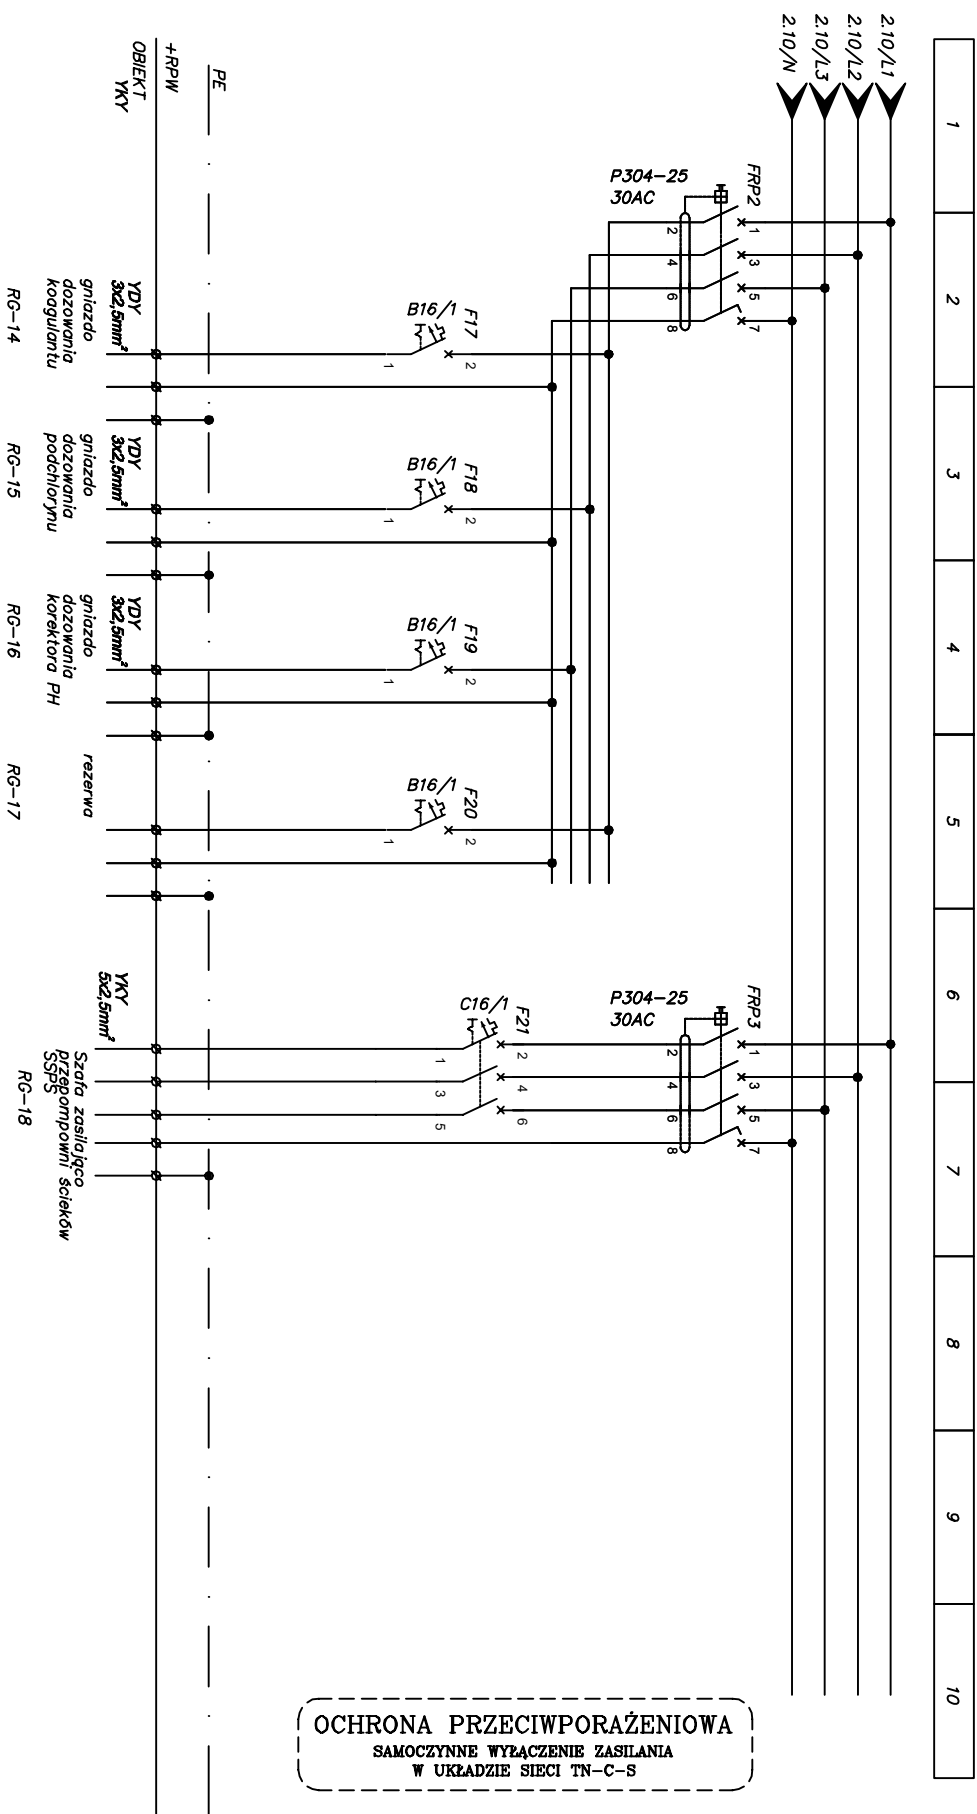 1
2
3
4
5
6
7
8
9
10
2.10/L1
2.10/L2
2.10/L3
2.10/N
FRP2
P304-25
30AC
1
3
5
7
2
4
6
8
FRP3
P304-25
30AC
1
3
5
7
2
4
6
8
F17
B16/1
2
1
F18
B16/1
2
1
F19
B16/1
2
1
F20
B16/1
2
1
F21
C16/1
2
4
6
1
3
5
PE
+RPW
OBIEKT
YKY
YDY
3x2,5mm²
gniazdo
dozowania
koagulantu
RG-14
YDY
3x2,5mm²
gniazdo
dozowania
podchlorynu
RG-15
YDY
3x2,5mm²
gniazdo
dozowania
korektora PH
RG-16
rezerwa
RG-17
YKY
5x2,5mm²
Szafa zasilająco
przepompowni ścieków
SSPS
RG-18
OCHRONA PRZECIWPORAŻENIOWA
SAMOCZYNNE WYŁĄCZENIE ZASILANIA
W UKŁADZIE SIECI TN-C-S